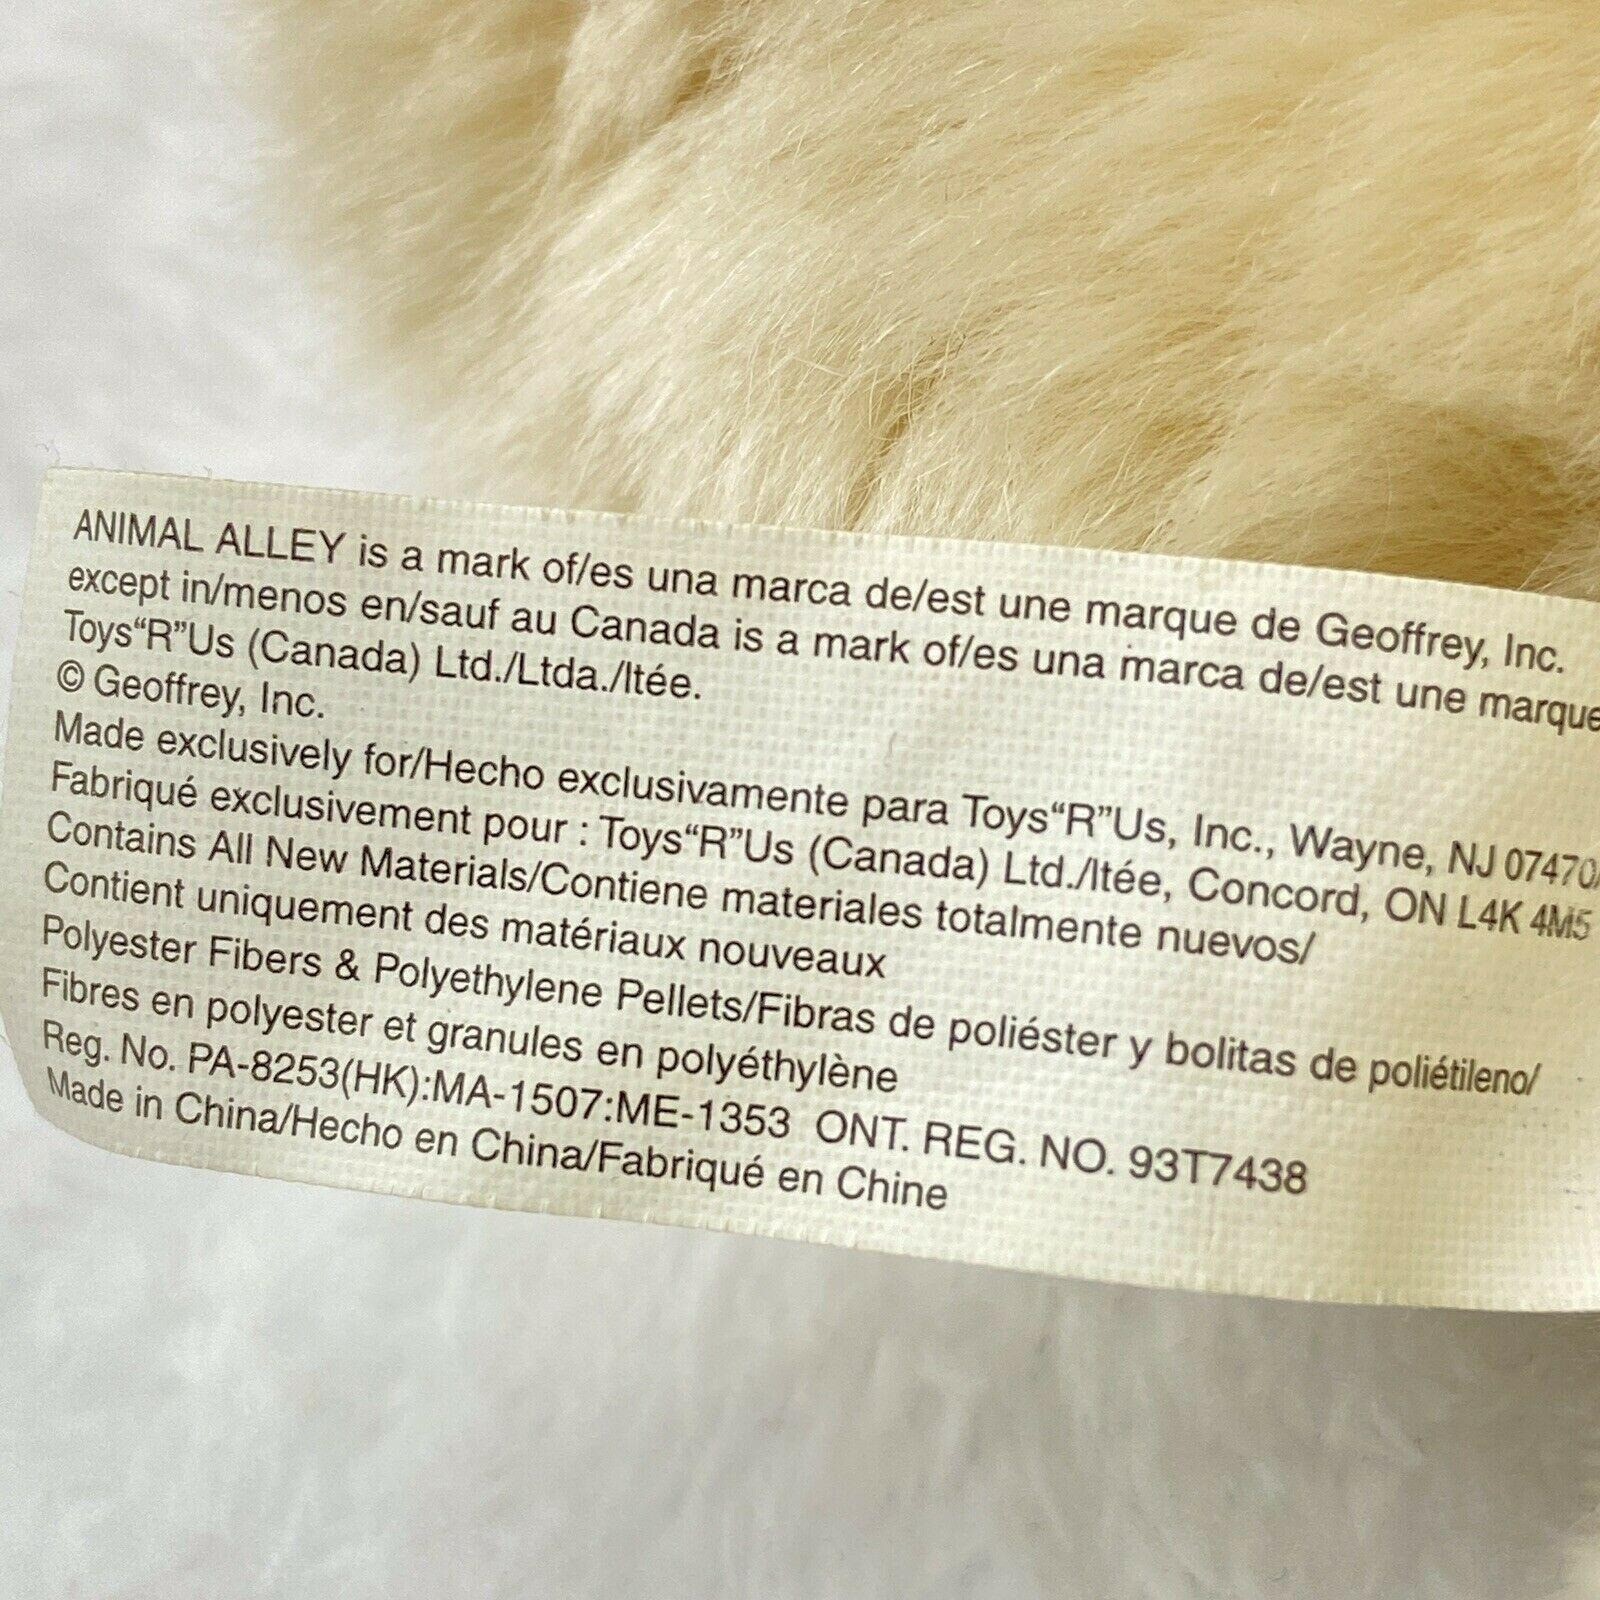 ANIMAL ALLEY is a mark of/es una marca de/est une marque de Geoffrey, Inc.
except in/menos en/sauf au Canada is a mark of/es una marca de/est une marque
Toys“R”Us (Canada) Ltd./Ltda./ltée.
© Geoffrey, Inc.
Made exclusively for/Hecho exclusivamente para Toys“R”Us, Inc., Wayne, NJ 07470/
Fabriqué exclusivement pour : Toys“R”Us (Canada) Ltd./ltée, Concord, ON L4K 4M5
Contains All New Materials/Contiene materiales totalmente nuevos/
Contient uniquement des matériaux nouveaux
Polyester Fibers & Polyethylene Pellets/Fibras de poliéster y bolitas de poliétileno/
Fibres en polyester et granules en polyéthylène
Reg. No. PA-8253(HK):MA-1507:ME-1353 ONT. REG. NO. 93T7438
Made in China/Hecho en China/Fabriqué en Chine